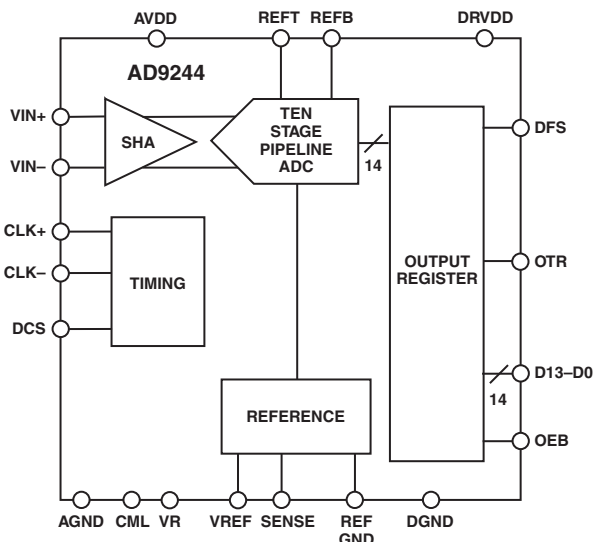 AVDD REFT REFB DRVDD
AD9244
VIN+
VIN–
SHA
TEN
STAGE
PIPELINE
ADC
14
DFS
CLK+
CLK–
DCS
TIMING
OUTPUT
REGISTER
OTR
D13–D0
14
OEB
REFERENCE
AGND CML VR VREF SENSE REF
GND DGND